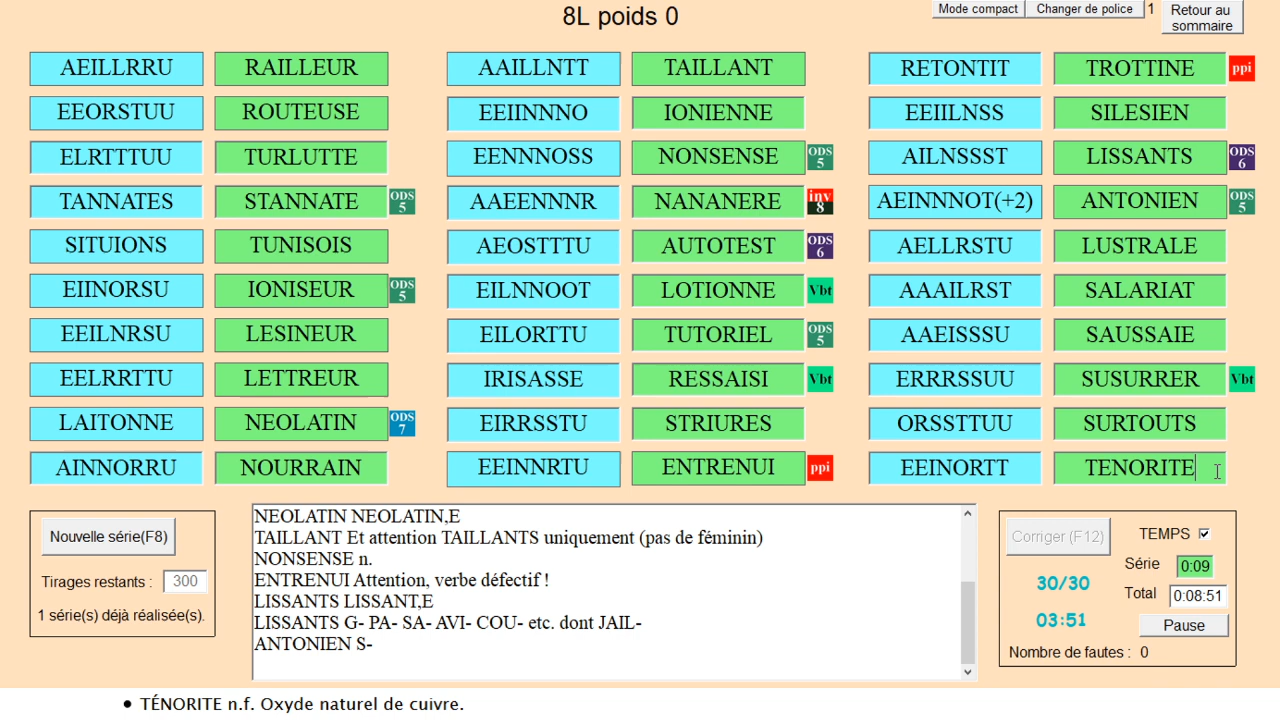 8L poids 0
Mode compact Changer de police 1 Retour au sommaire
AEILLRRU RAILLEUR AAILLNTT TAILLANT RETONTIT TROTTINE ppi
EEORSTUU ROUTEUSE EEIINNNO IONIENNE EEIILNSS SILESIEN
ELRTTTUU TURLUTTE EENNNOSS NONSENSE ODS 5 AILNSSST LISSANTS ODS 6
TANNATES STANNATE ODS 5 AAEENNNR NANANERE inv 8 AEINNNOT(+2) ANTONIEN ODS 5
SITUIONS TUNISOIS AEOSTTTU AUTOTEST ODS 6 AELLRSTU LUSTRALE
EIINORSU IONISEUR ODS 5 EILNNOOT LOTIONNE Vbt AAAILRST SALARIAT
EEILNRSU LESINEUR EILORTTU TUTORIEL ODS 5 AAEISSSU SAUSSAIE
EELRRTTU LETTREUR IRISASSE RESSAISI Vbt ERRRSSUU SUSURRER Vbt
LAITONNE NEOLATIN ODS 7 EIRRSSTU STRIURES ORSSTTUU SURTOUTS
AINNORRU NOURRAIN EEINNRTU ENTRENUI ppi EEINORTT TENORITE
Nouvelle série(F8)
Tirages restants : 300
1 série(s) déjà réalisée(s).
NEOLATIN NEOLATIN,E
TAILLANT Et attention TAILLANTS uniquement (pas de féminin)
NONSENSE n.
ENTRENUI Attention, verbe défectif !
LISSANTS LISSANT,E
LISSANTS G- PA- SA- AVI- COU- etc. dont JAIL-
ANTONIEN S-
Corriger (F12) TEMPS
Série 0:09
30/30 Total 0:08:51
03:51 Pause
Nombre de fautes : 0
• TÉNORITE n.f. Oxyde naturel de cuivre.